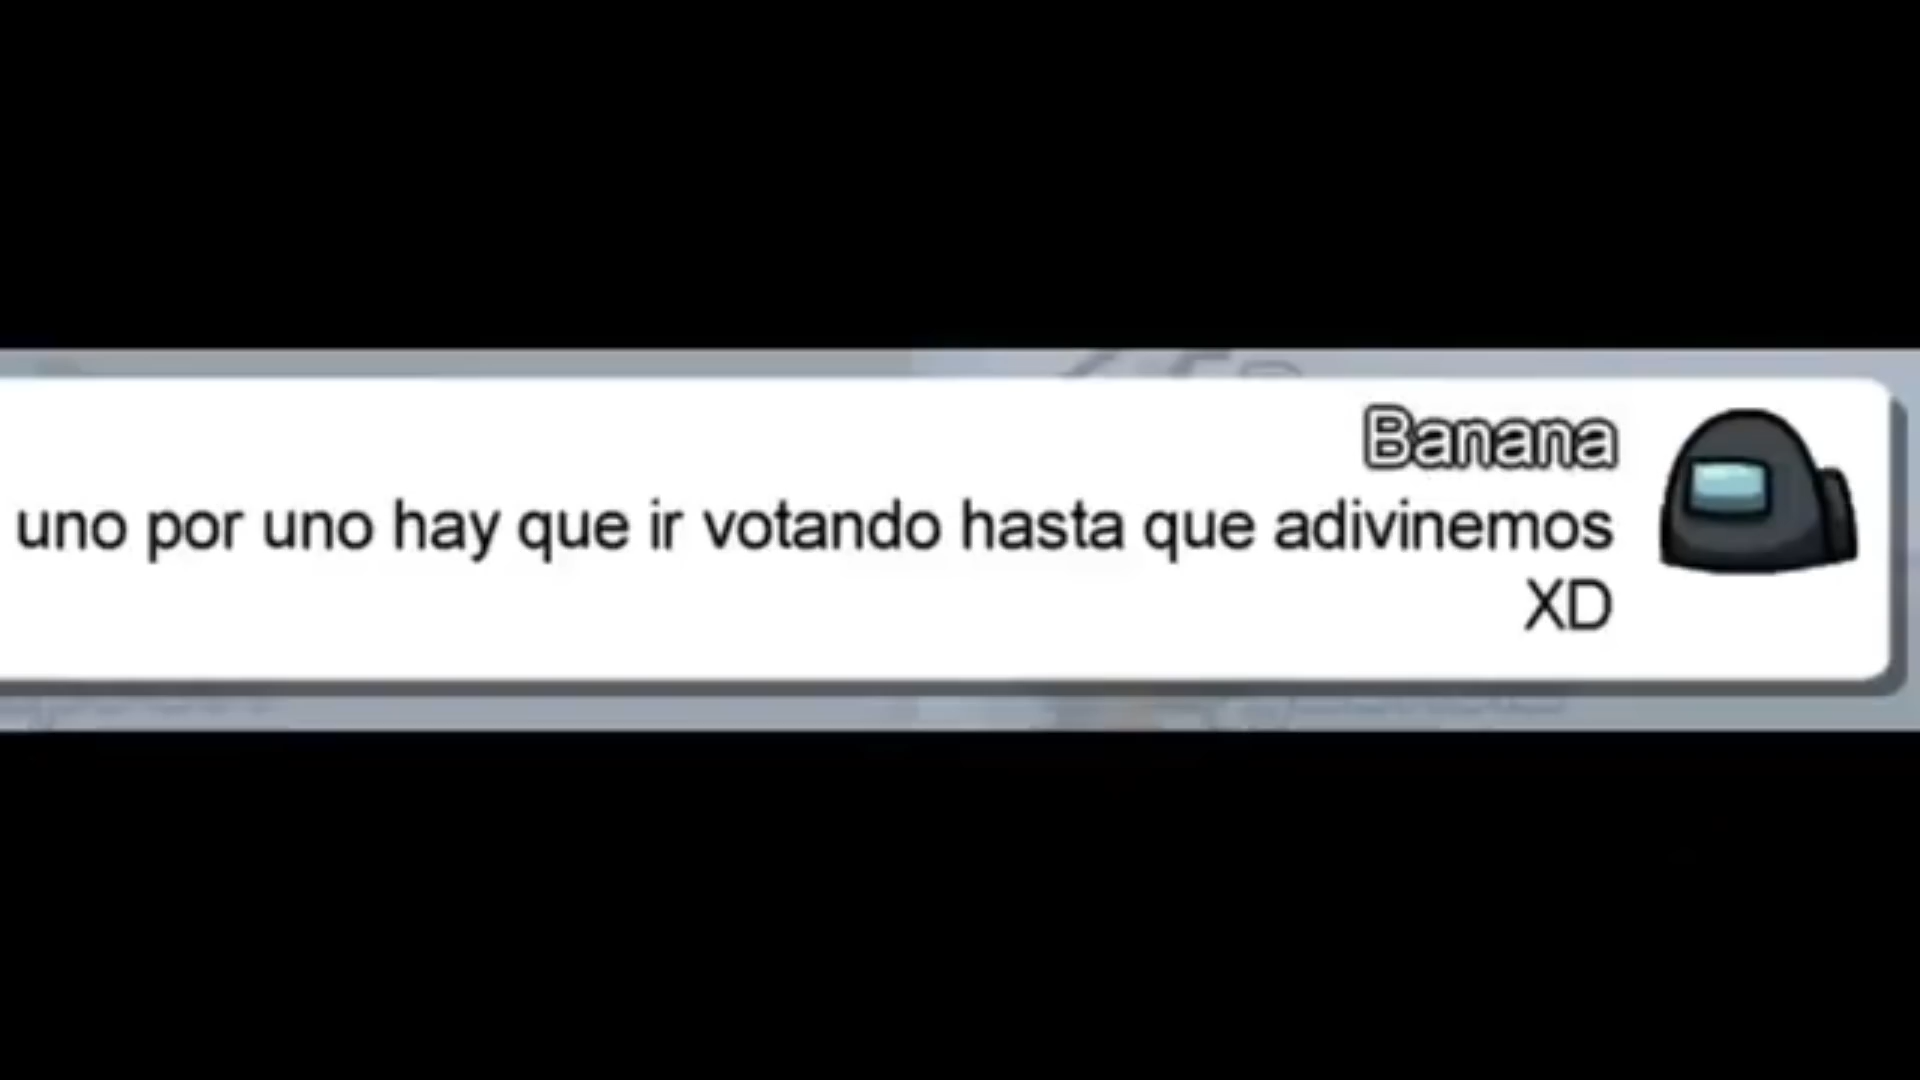 Banana
uno por uno hay que ir votando hasta que adivinemos
XD